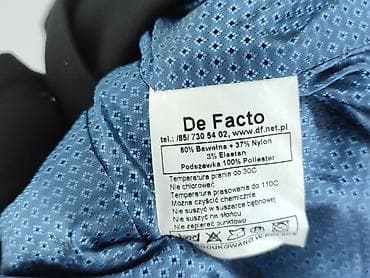 De Facto
tel.: /85/ 730 54 02, www.df.net.pl
60% Bawełna + 37% Nylon
3% Elastan
Podszewka 100% Poliester
Temperatura prania do 30C
Nie chlorować
Temperatura prasowania do 110C
Można czyścić chemicznie
Nie suszyć w suszarce bębnowej
Nie suszyć na słońcu
Nie zapierać punktowo